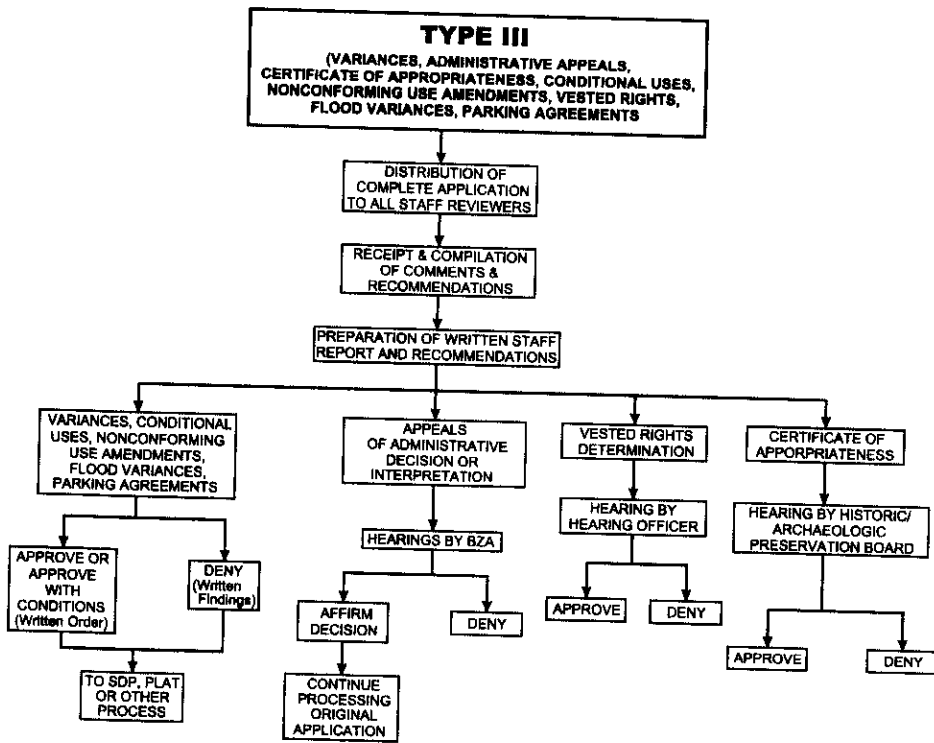 TYPE III
(VARIANCES, ADMINISTRATIVE APPEALS,
CERTIFICATE OF APPROPRIATENESS, CONDITIONAL USES,
NONCONFORMING USE AMENDMENTS, VESTED RIGHTS,
FLOOD VARIANCES, PARKING AGREEMENTS
DISTRIBUTION OF
COMPLETE APPLICATION
TO ALL STAFF REVIEWERS
RECEIPT & COMPILATION
OF COMMENTS &
RECOMMENDATIONS
PREPARATION OF WRITTEN STAFF
REPORT AND RECOMMENDATIONS
VARIANCES, CONDITIONAL
USES, NONCONFORMING
USE AMENDMENTS,
FLOOD VARIANCES,
PARKING AGREEMENTS
APPROVE OR
APPROVE
WITH
CONDITIONS
(Written Order)
DENY
(Written
Findings)
TO SDP, PLAT
OR OTHER
PROCESS
APPEALS
OF ADMINISTRATIVE
DECISION OR
INTERPRETATION
HEARINGS BY BZA
AFFIRM
DECISION
DENY
CONTINUE
PROCESSING
ORIGINAL
APPLICATION
VESTED RIGHTS
DETERMINATION
HEARING BY
HEARING OFFICER
APPROVE
DENY
CERTIFICATE OF
APPORPRIATENESS
HEARING BY HISTORIC/
ARCHAEOLOGIC
PRESERVATION BOARD
APPROVE
DENY